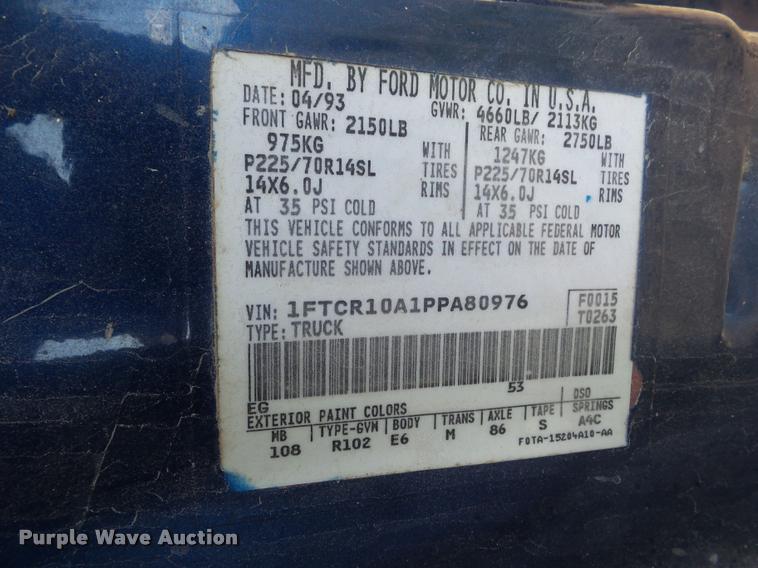 MFD. BY FORD MOTOR CO. IN U.S.A.
DATE: 04/93 GVWR: 4660LB/ 2113KG
FRONT GAWR: 2150LB REAR GAWR: 2750LB
975KG WITH 1247KG WITH
P225/70R14SL TIRES P225/70R14SL TIRES
14X6.0J RIMS 14X6.0J RIMS
AT 35 PSI COLD AT 35 PSI COLD
THIS VEHICLE CONFORMS TO ALL APPLICABLE FEDERAL MOTOR
VEHICLE SAFETY STANDARDS IN EFFECT ON THE DATE OF
MANUFACTURE SHOWN ABOVE.
VIN: 1FTCR10A1PPA80976 F0015
TYPE: TRUCK T0263
53
EG DSO
EXTERIOR PAINT COLORS
MB TYPE-GVM BODY TRANS AXLE TAPE SPRINGS
108 R102 E6 M 86 S A4C
F0TA-15204A10-AA
Purple Wave Auction